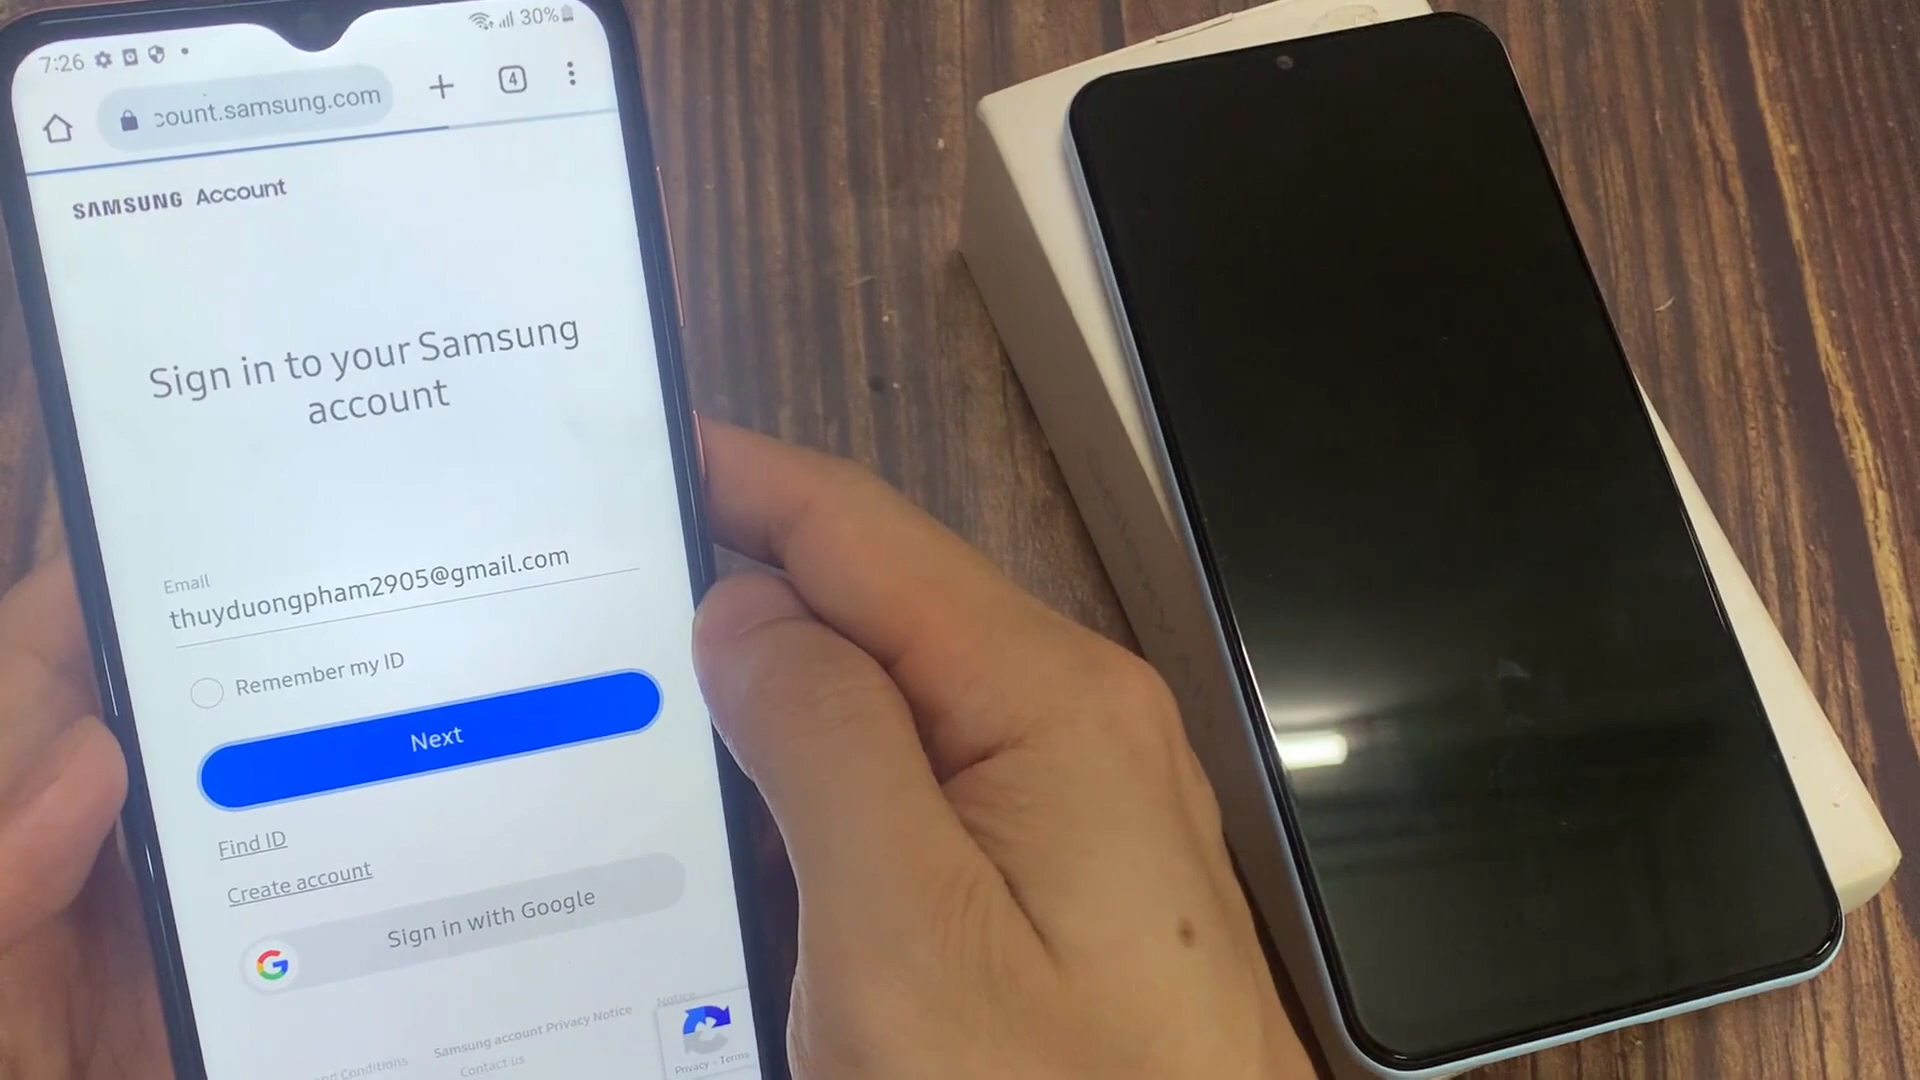 7:26
30%
count.samsung.com
4
SAMSUNG Account
Sign in to your Samsung
account
Email
thuyduongpham2905@gmail.com
Remember my ID
Next
Find ID
Create account
Sign in with Google
Notice
Conditions
Samsung account Privacy Notice
Contact us
Privacy - Terms